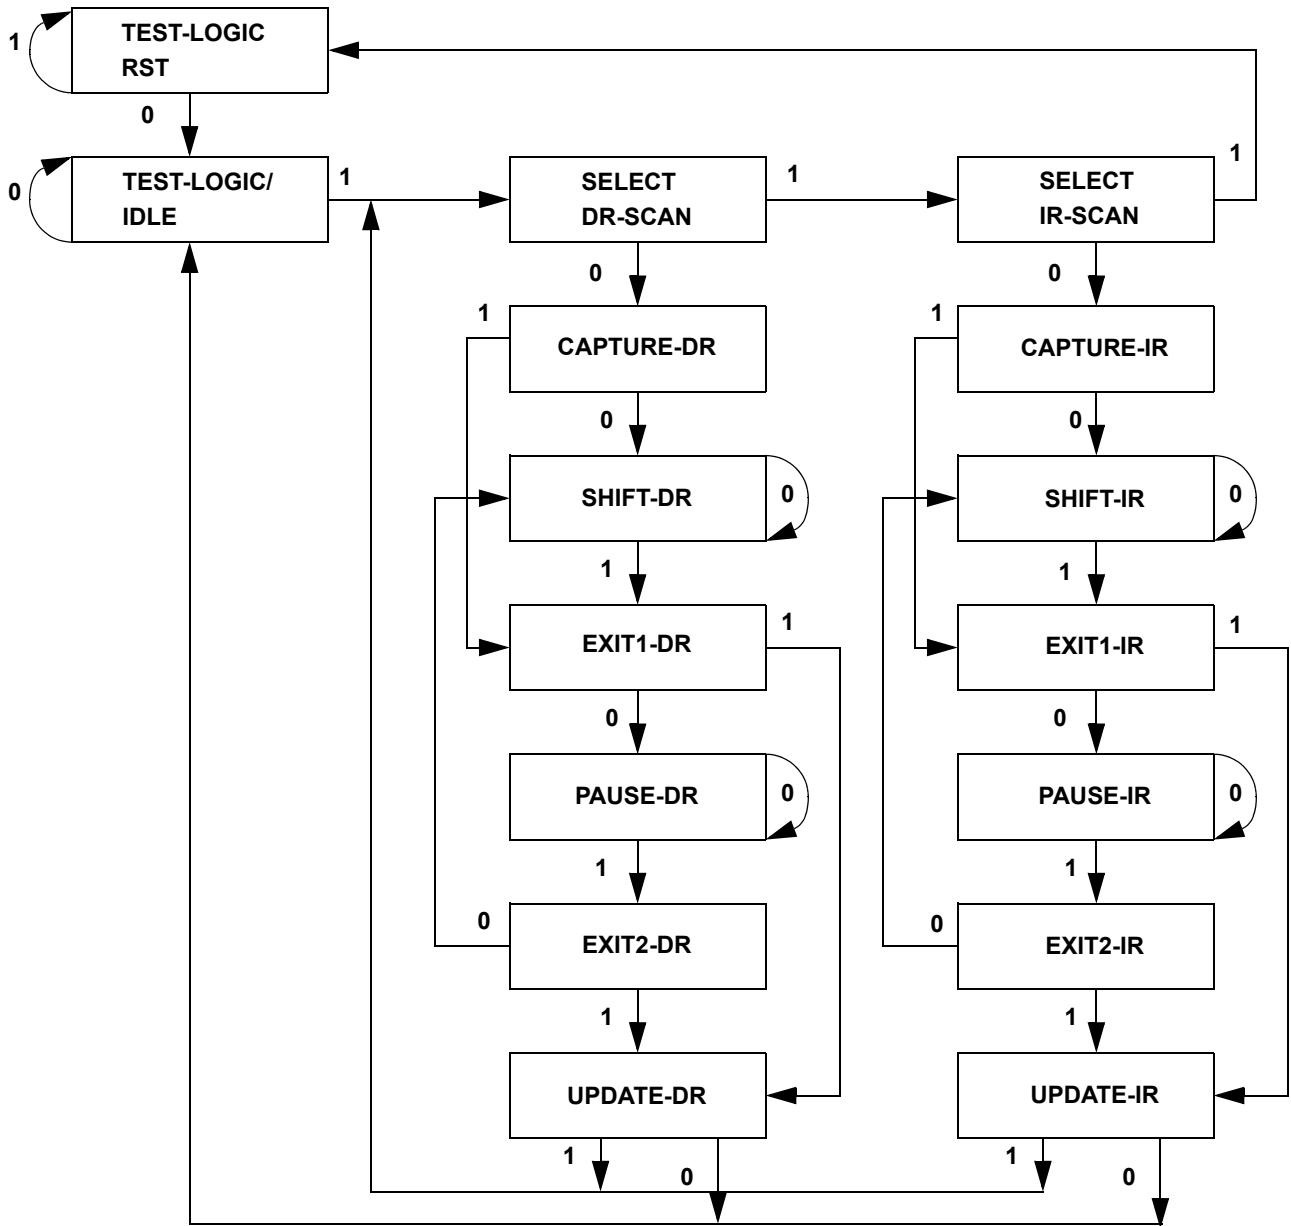 1
TEST-LOGIC
RST
0
0
TEST-LOGIC/
IDLE
1
SELECT
DR-SCAN
1
SELECT
IR-SCAN
1
0
0
1
CAPTURE-DR
1
CAPTURE-IR
0
0
SHIFT-DR
0
SHIFT-IR
0
1
1
EXIT1-DR
1
EXIT1-IR
1
0
0
PAUSE-DR
0
PAUSE-IR
0
1
1
0
EXIT2-DR
0
EXIT2-IR
1
1
UPDATE-DR
UPDATE-IR
1
0
1
0